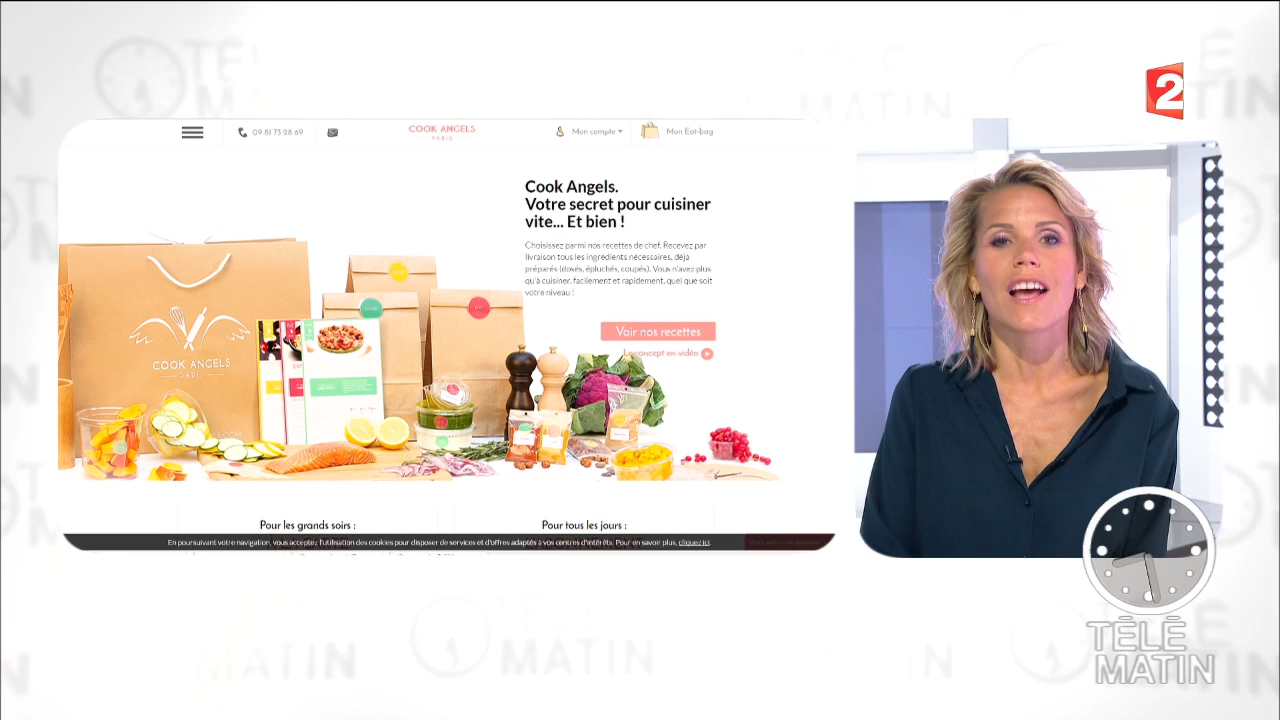 2
09 81 73 28 69
COOK ANGELS
PARIS
Mon compte
Mon Eat-bag
Cook Angels.
Votre secret pour cuisiner
vite... Et bien !
Choisissez parmi nos recettes de chef. Recevez par
livraison tous les ingrédients nécessaires, déjà
préparés (dosés, épluchés, coupés). Vous n'avez plus
qu'à cuisiner, facilement et rapidement, quel que soit
votre niveau !
Voir nos recettes
Le concept en vidéo
COOK ANGELS
PARIS
Pour les grands soirs :
Pour tous les jours :
En poursuivant votre navigation, vous acceptez l'utilisation des cookies pour disposer de services et d'offres adaptés à vos centres d'intérêts. Pour en savoir plus, cliquez ici.
TÉLÉ
MATIN